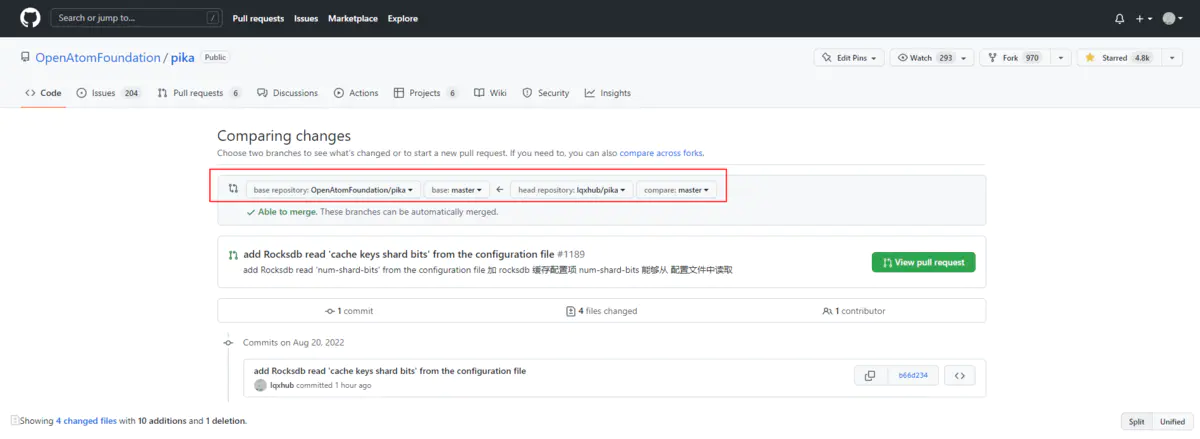 Search or jump to... /
Pull requests Issues Marketplace Explore
OpenAtomFoundation / pika Public
Edit Pins Watch 293 Fork 970 Starred 4.8k
Code Issues 204 Pull requests 6 Discussions Actions Projects 6 Wiki Security Insights
Comparing changes
Choose two branches to see what's changed or to start a new pull request. If you need to, you can also compare across forks.
base repository: OpenAtomFoundation/pika base: master ← head repository: lqxhub/pika compare: master
Able to merge. These branches can be automatically merged.
add Rocksdb read 'cache keys shard bits' from the configuration file #1189
add Rocksdb read 'num-shard-bits' from the configuration file 加 rocksdb 缓存配置项 num-shard-bits 能够从 配置文件中读取
View pull request
1 commit 4 files changed 1 contributor
Commits on Aug 20, 2022
add Rocksdb read 'cache keys shard bits' from the configuration file
lqxhub committed 1 hour ago
b66d234
Showing 4 changed files with 10 additions and 1 deletion.
Split Unified